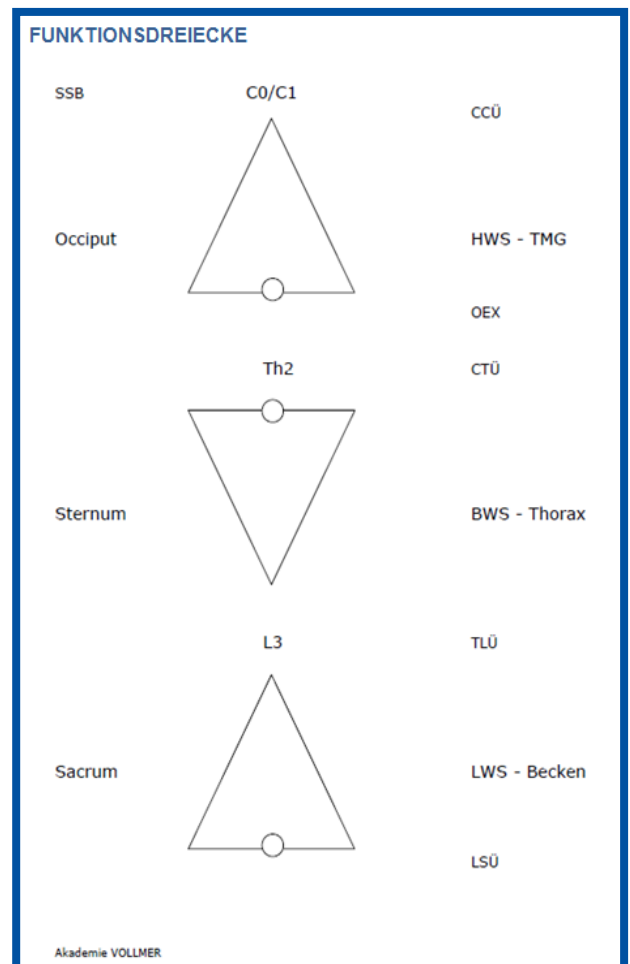 FUNKTIONSDREIECKE
SSB
C0/C1
CCÜ
Occiput
HWS - TMG
OEX
Th2
CTÜ
Sternum
BWS - Thorax
L3
TLÜ
Sacrum
LWS - Becken
LSÜ
Akademie VOLLMER